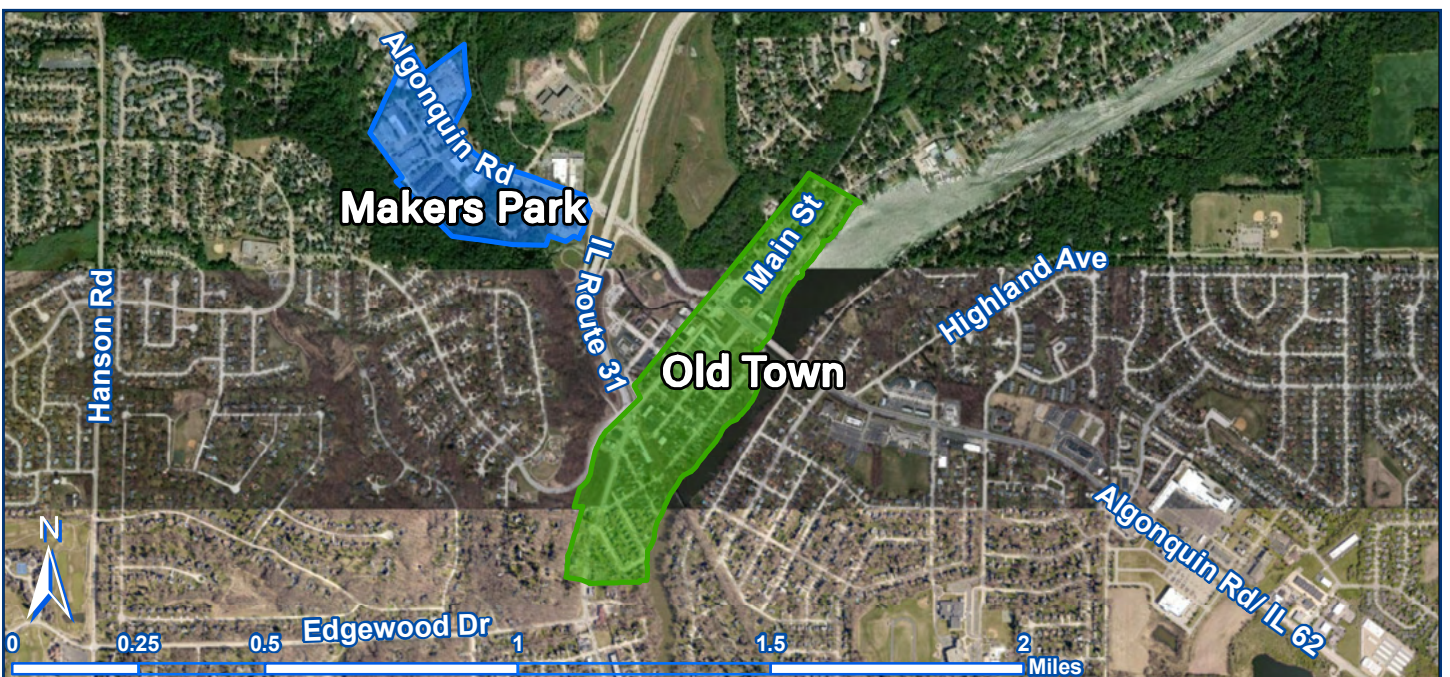 Algonquin Rd
Makers Park
Main St
IL Route 31
Highland Ave
Hanson Rd
Old Town
Algonquin Rd/ IL 62
N
Edgewood Dr
0 0.25 0.5 1 1.5 2
Miles